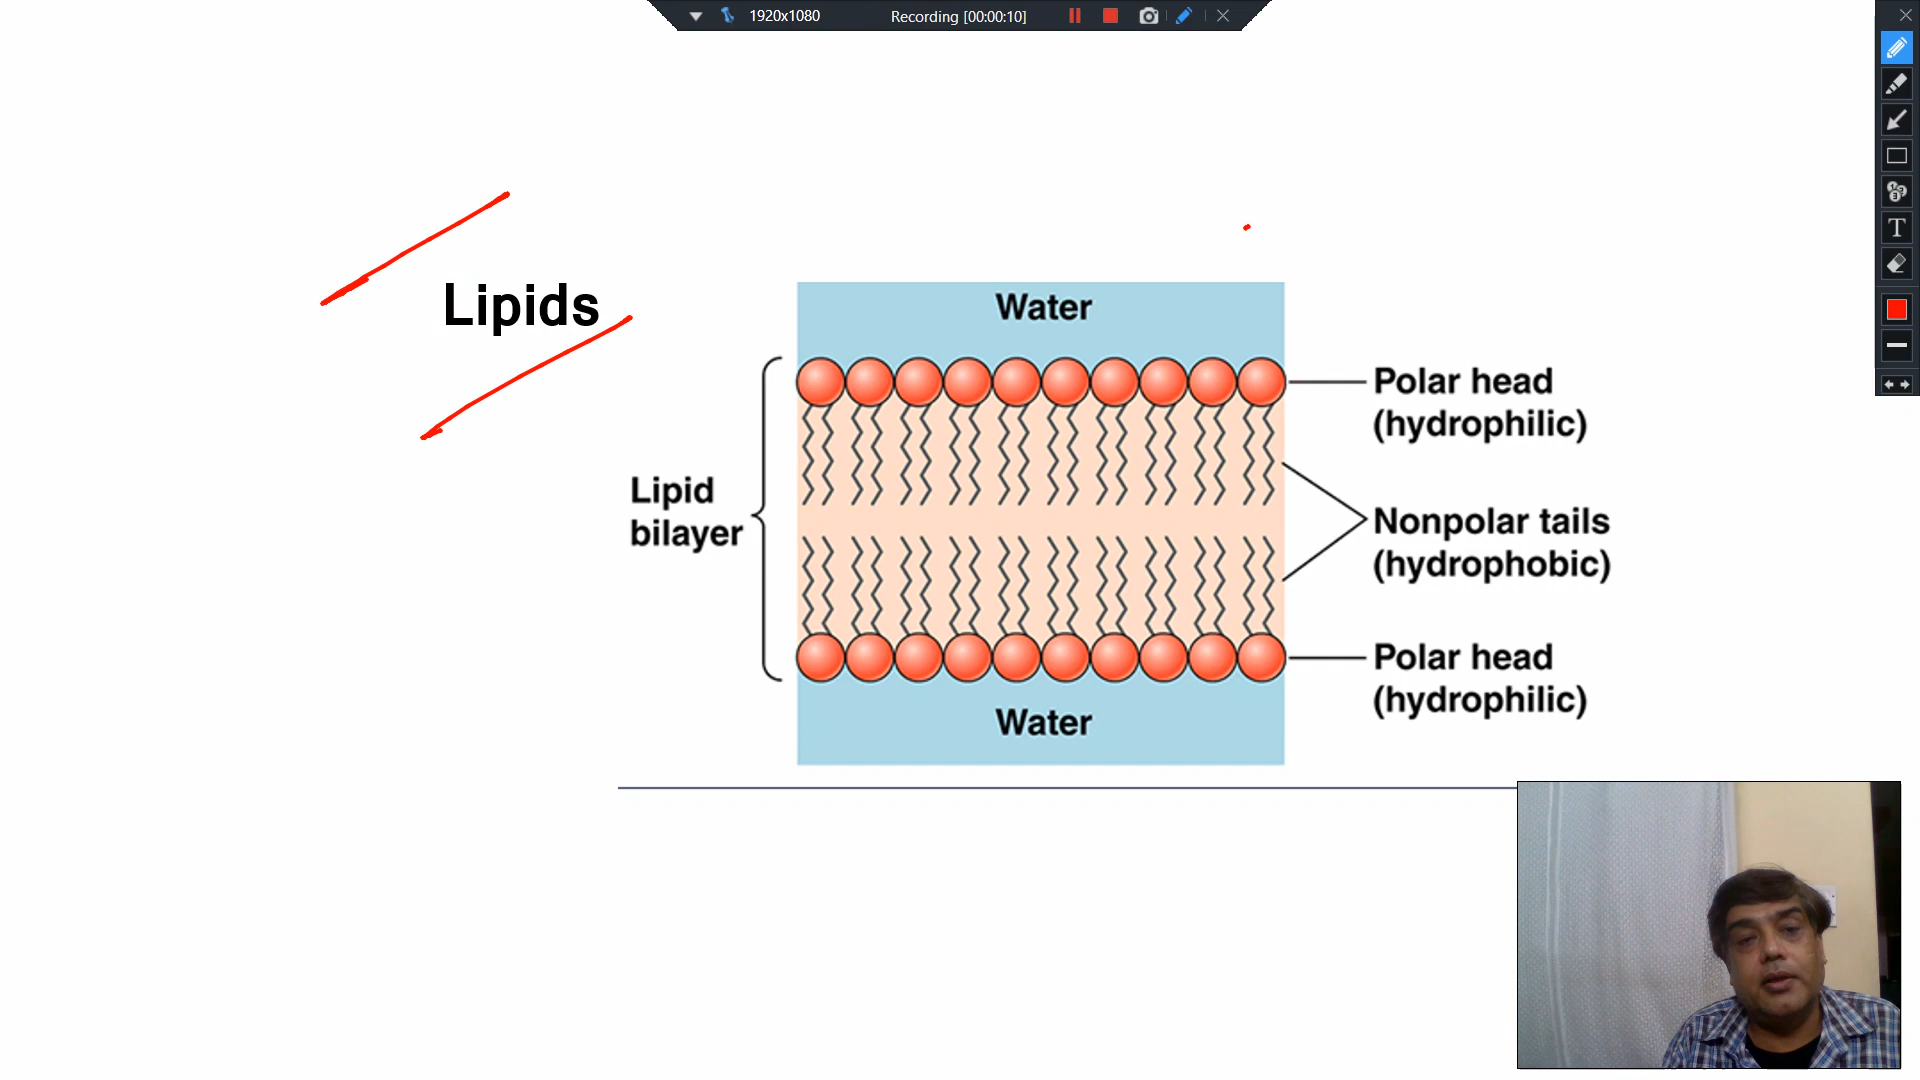 1920x1080
Recording [00:00:10]
T
Lipids
Water
Polar head
(hydrophilic)
Lipid
bilayer
Nonpolar tails
(hydrophobic)
Polar head
(hydrophilic)
Water